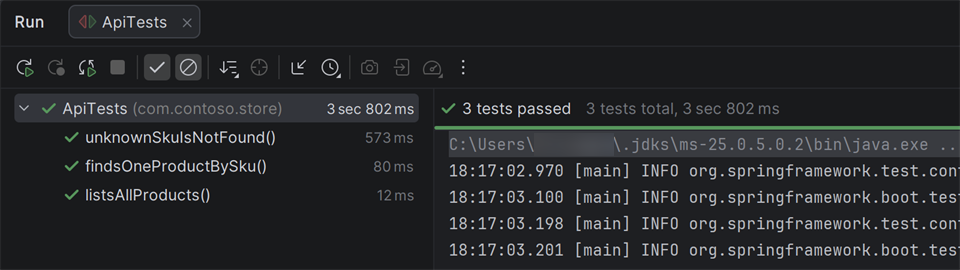 Run ApiTests
ApiTests (com.contoso.store) 3 sec 802 ms
unknownSkuIsNotFound() 573 ms
findsOneProductBySku() 80 ms
listsAllProducts() 12 ms
3 tests passed 3 tests total, 3 sec 802 ms
C:\Users\ \.jdks\ms-25.0.5.0.2\bin\java.exe ...
18:17:02.970 [main] INFO org.springframework.test.con
18:17:03.100 [main] INFO org.springframework.boot.test
18:17:03.198 [main] INFO org.springframework.test.con
18:17:03.201 [main] INFO org.springframework.boot.test